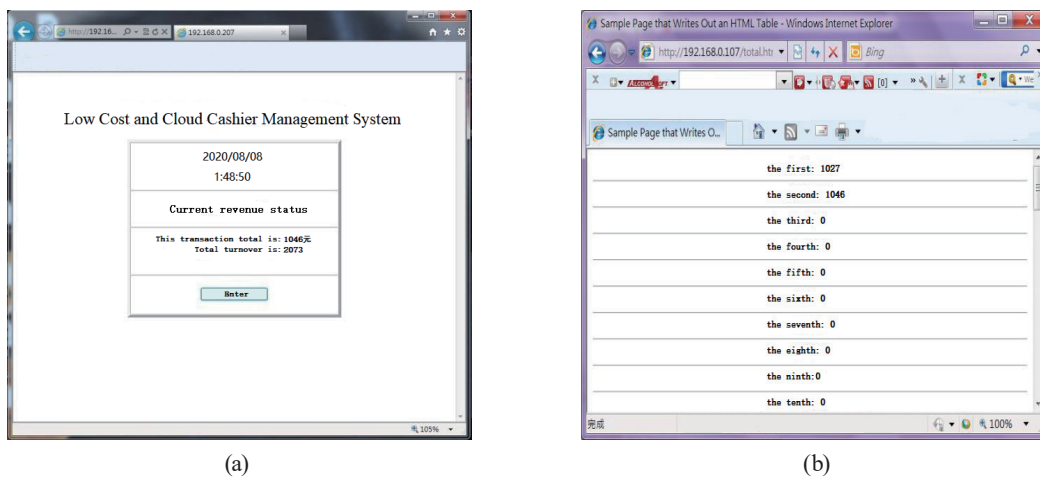 http://192.16...
192.168.0.207
Low Cost and Cloud Cashier Management System
2020/08/08
1:48:50
Current revenue status
This transaction total is: 1046元
Total turnover is: 2073
Enter
105%
(a)
Sample Page that Writes Out an HTML Table - Windows Internet Explorer
http://192.168.0.107/total.ht
Bing
[0]
We
Sample Page that Writes O...
the first: 1027
the second: 1046
the third: 0
the fourth: 0
the fifth: 0
the sixth: 0
the seventh: 0
the eighth: 0
the ninth:0
the tenth: 0
完成
100%
(b)